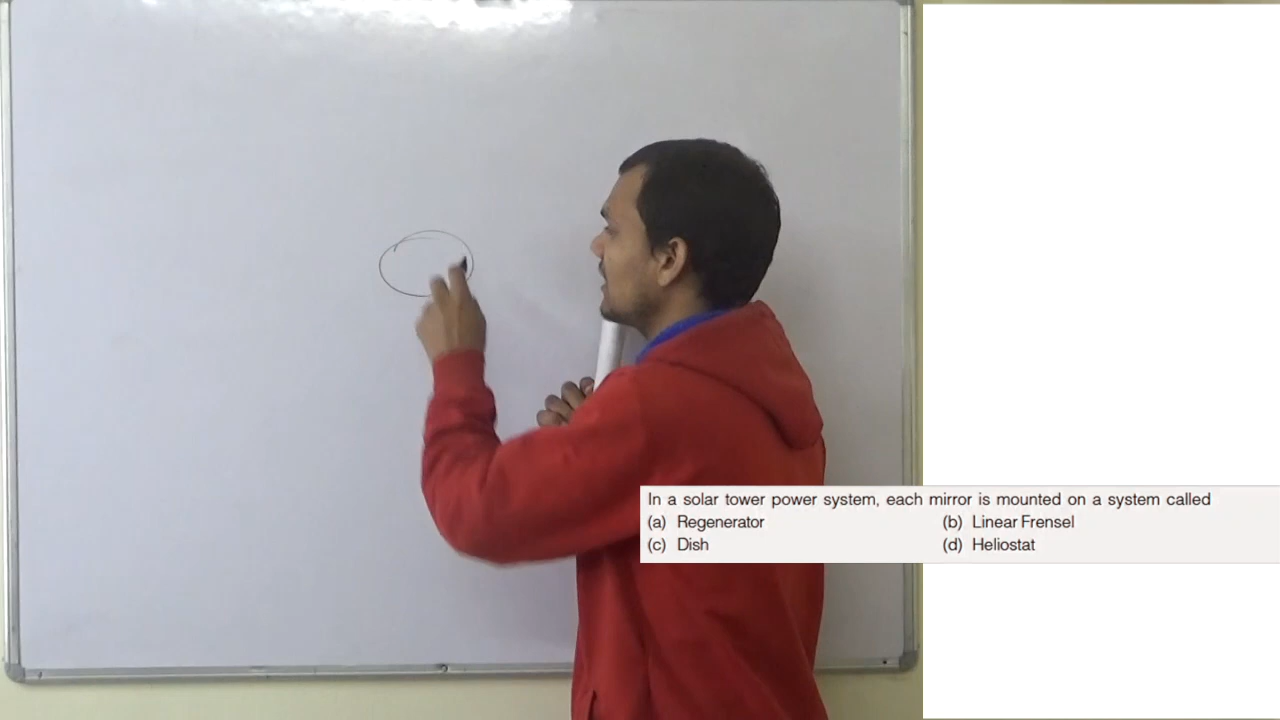 In a solar tower power system, each mirror is mounted on a system called
(a) Regenerator (b) Linear Frensel
(c) Dish (d) Heliostat